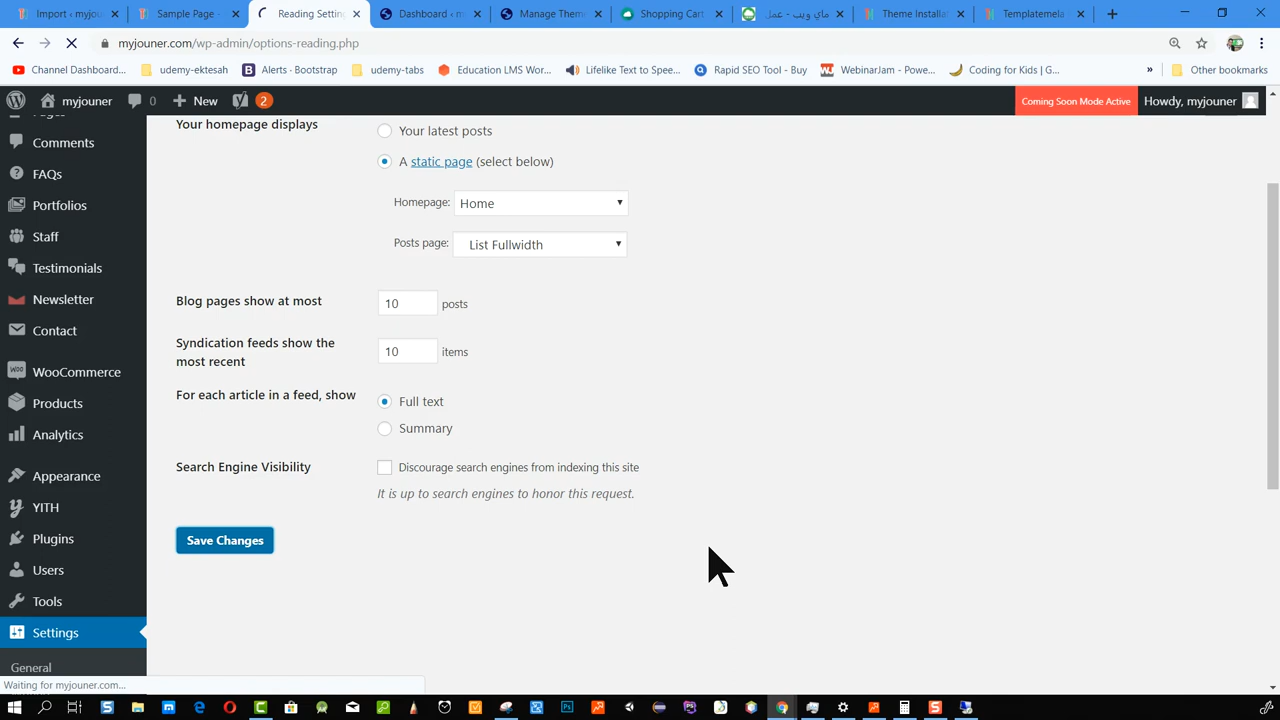 Import ‹ myjou
Sample Page -
Reading Setting
Dashboard ‹ m
Manage Theme
Shopping Cart
ماي ويب - عمل
Theme Installa
Templatemela
myjouner.com/wp-admin/options-reading.php
Channel Dashboard...
udemy-ektesah
Alerts · Bootstrap
udemy-tabs
Education LMS Wor...
Lifelike Text to Spee...
Rapid SEO Tool - Buy
WebinarJam - Powe...
Coding for Kids | G...
»
Other bookmarks
myjouner
0
New
2
Coming Soon Mode Active
Howdy, myjouner
Comments
FAQs
Portfolios
Staff
Testimonials
Newsletter
Contact
WooCommerce
Products
Analytics
Appearance
YITH
Plugins
Users
Tools
Settings
General
Your homepage displays
Your latest posts
A static page (select below)
Homepage: Home
Posts page: List Fullwidth
Blog pages show at most 10 posts
Syndication feeds show the
most recent
10 items
For each article in a feed, show
Full text
Summary
Search Engine Visibility
Discourage search engines from indexing this site
It is up to search engines to honor this request.
Save Changes
Waiting for myjouner.com...